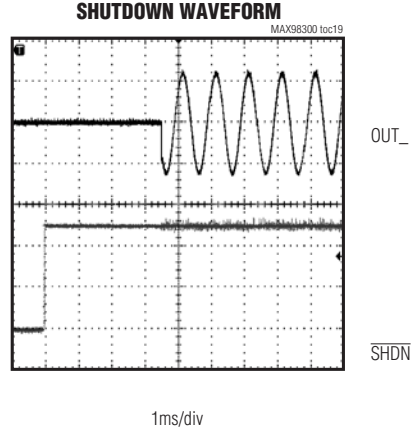 SHUTDOWN WAVEFORM
MAX98300 toc19
T
OUT_
SHDN
1ms/div